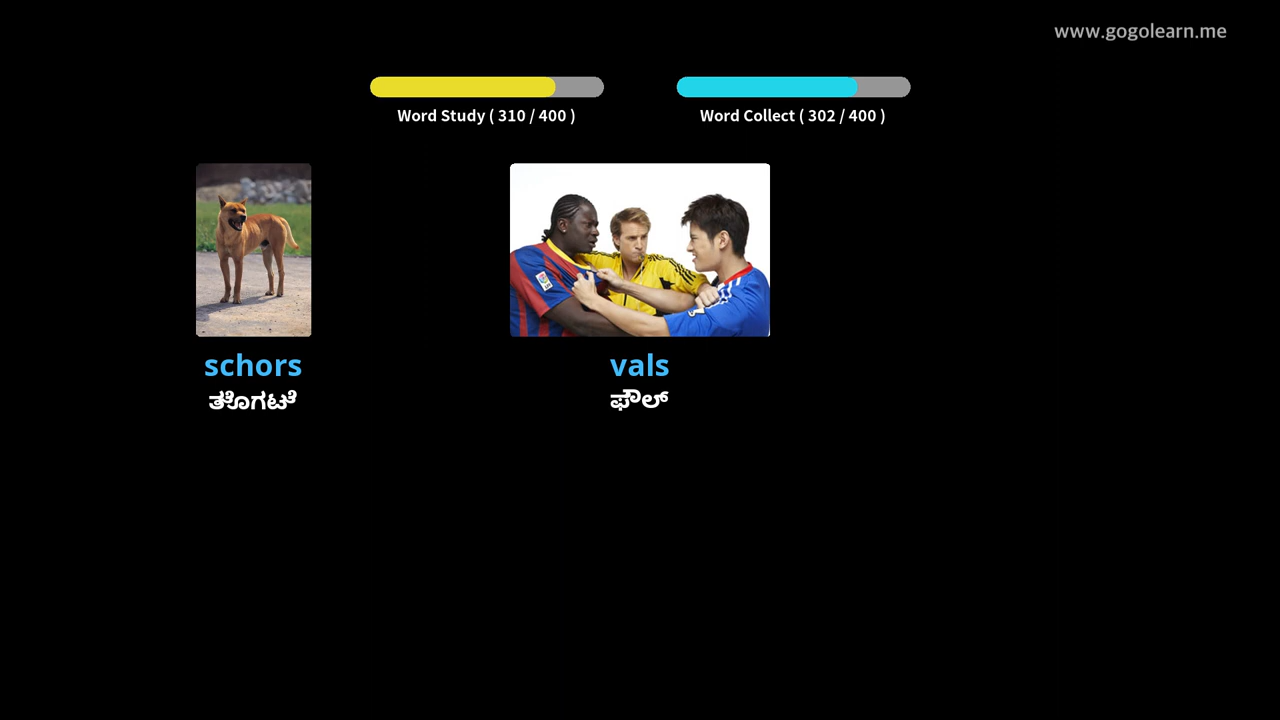 www.gogolearn.me
Word Study ( 310 / 400 )
Word Collect ( 302 / 400 )
schors
ತೊಗಟೆ
vals
ಫೌಲ್